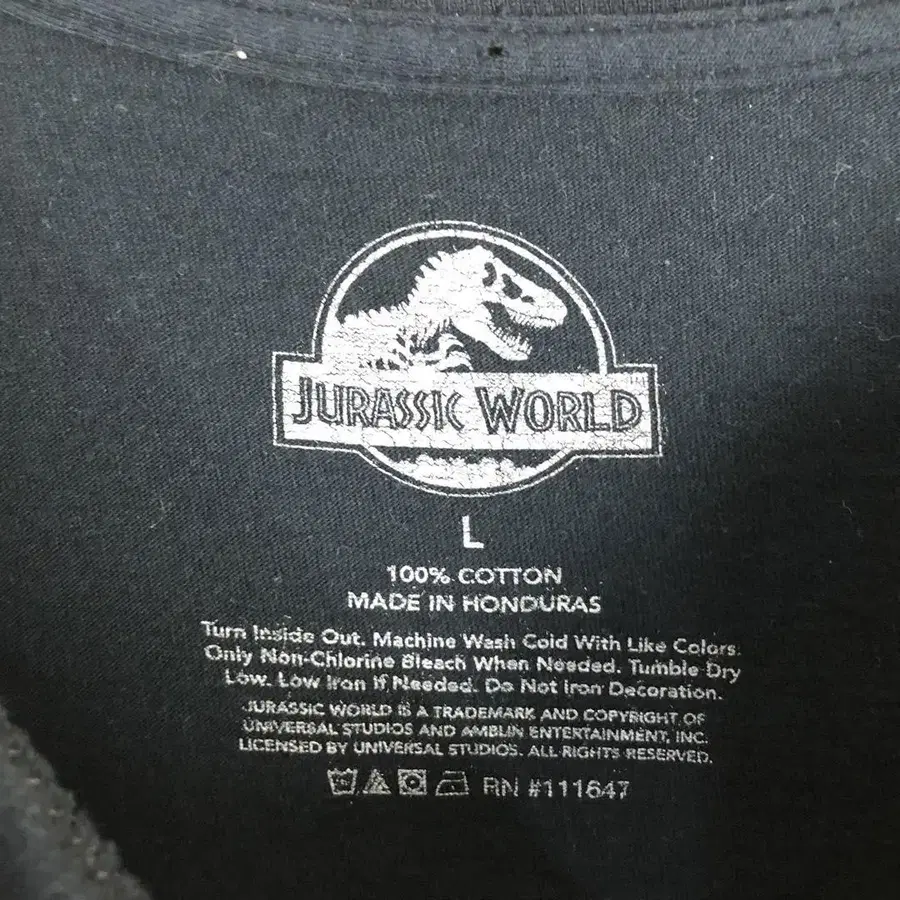 JURASSIC WORLD
L
100% COTTON
MADE IN HONDURAS
Turn Inside Out. Machine Wash Cold With Like Colors.
Only Non-Chlorine Bleach When Needed. Tumble Dry
Low. Low Iron If Needed. Do Not Iron Decoration.
JURASSIC WORLD IS A TRADEMARK AND COPYRIGHT OF
UNIVERSAL STUDIOS AND AMBLIN ENTERTAINMENT, INC.
LICENSED BY UNIVERSAL STUDIOS. ALL RIGHTS RESERVED.
RN #111647